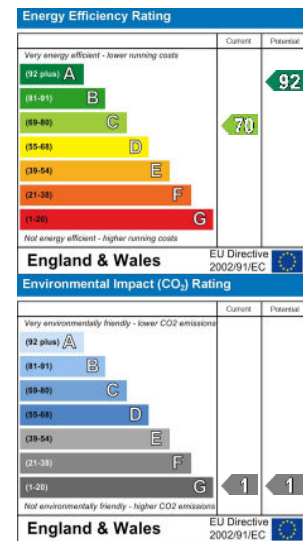 Energy Efficiency Rating
Current Potential
Very energy efficient - lower running costs
(92 plus) A
92
(81-91) B
(69-80) C
70
(55-68) D
(39-54) E
(21-38) F
(1-20) G
Not energy efficient - higher running costs
England & Wales
EU Directive
2002/91/EC
Environmental Impact (CO₂) Rating
Current Potential
Very environmentally friendly - lower CO2 emissions
(92 plus) A
(81-91) B
(69-80) C
(55-68) D
(39-54) E
(21-38) F
(1-20) G
1 1
Not environmentally friendly - higher CO2 emissions
England & Wales
EU Directive
2002/91/EC